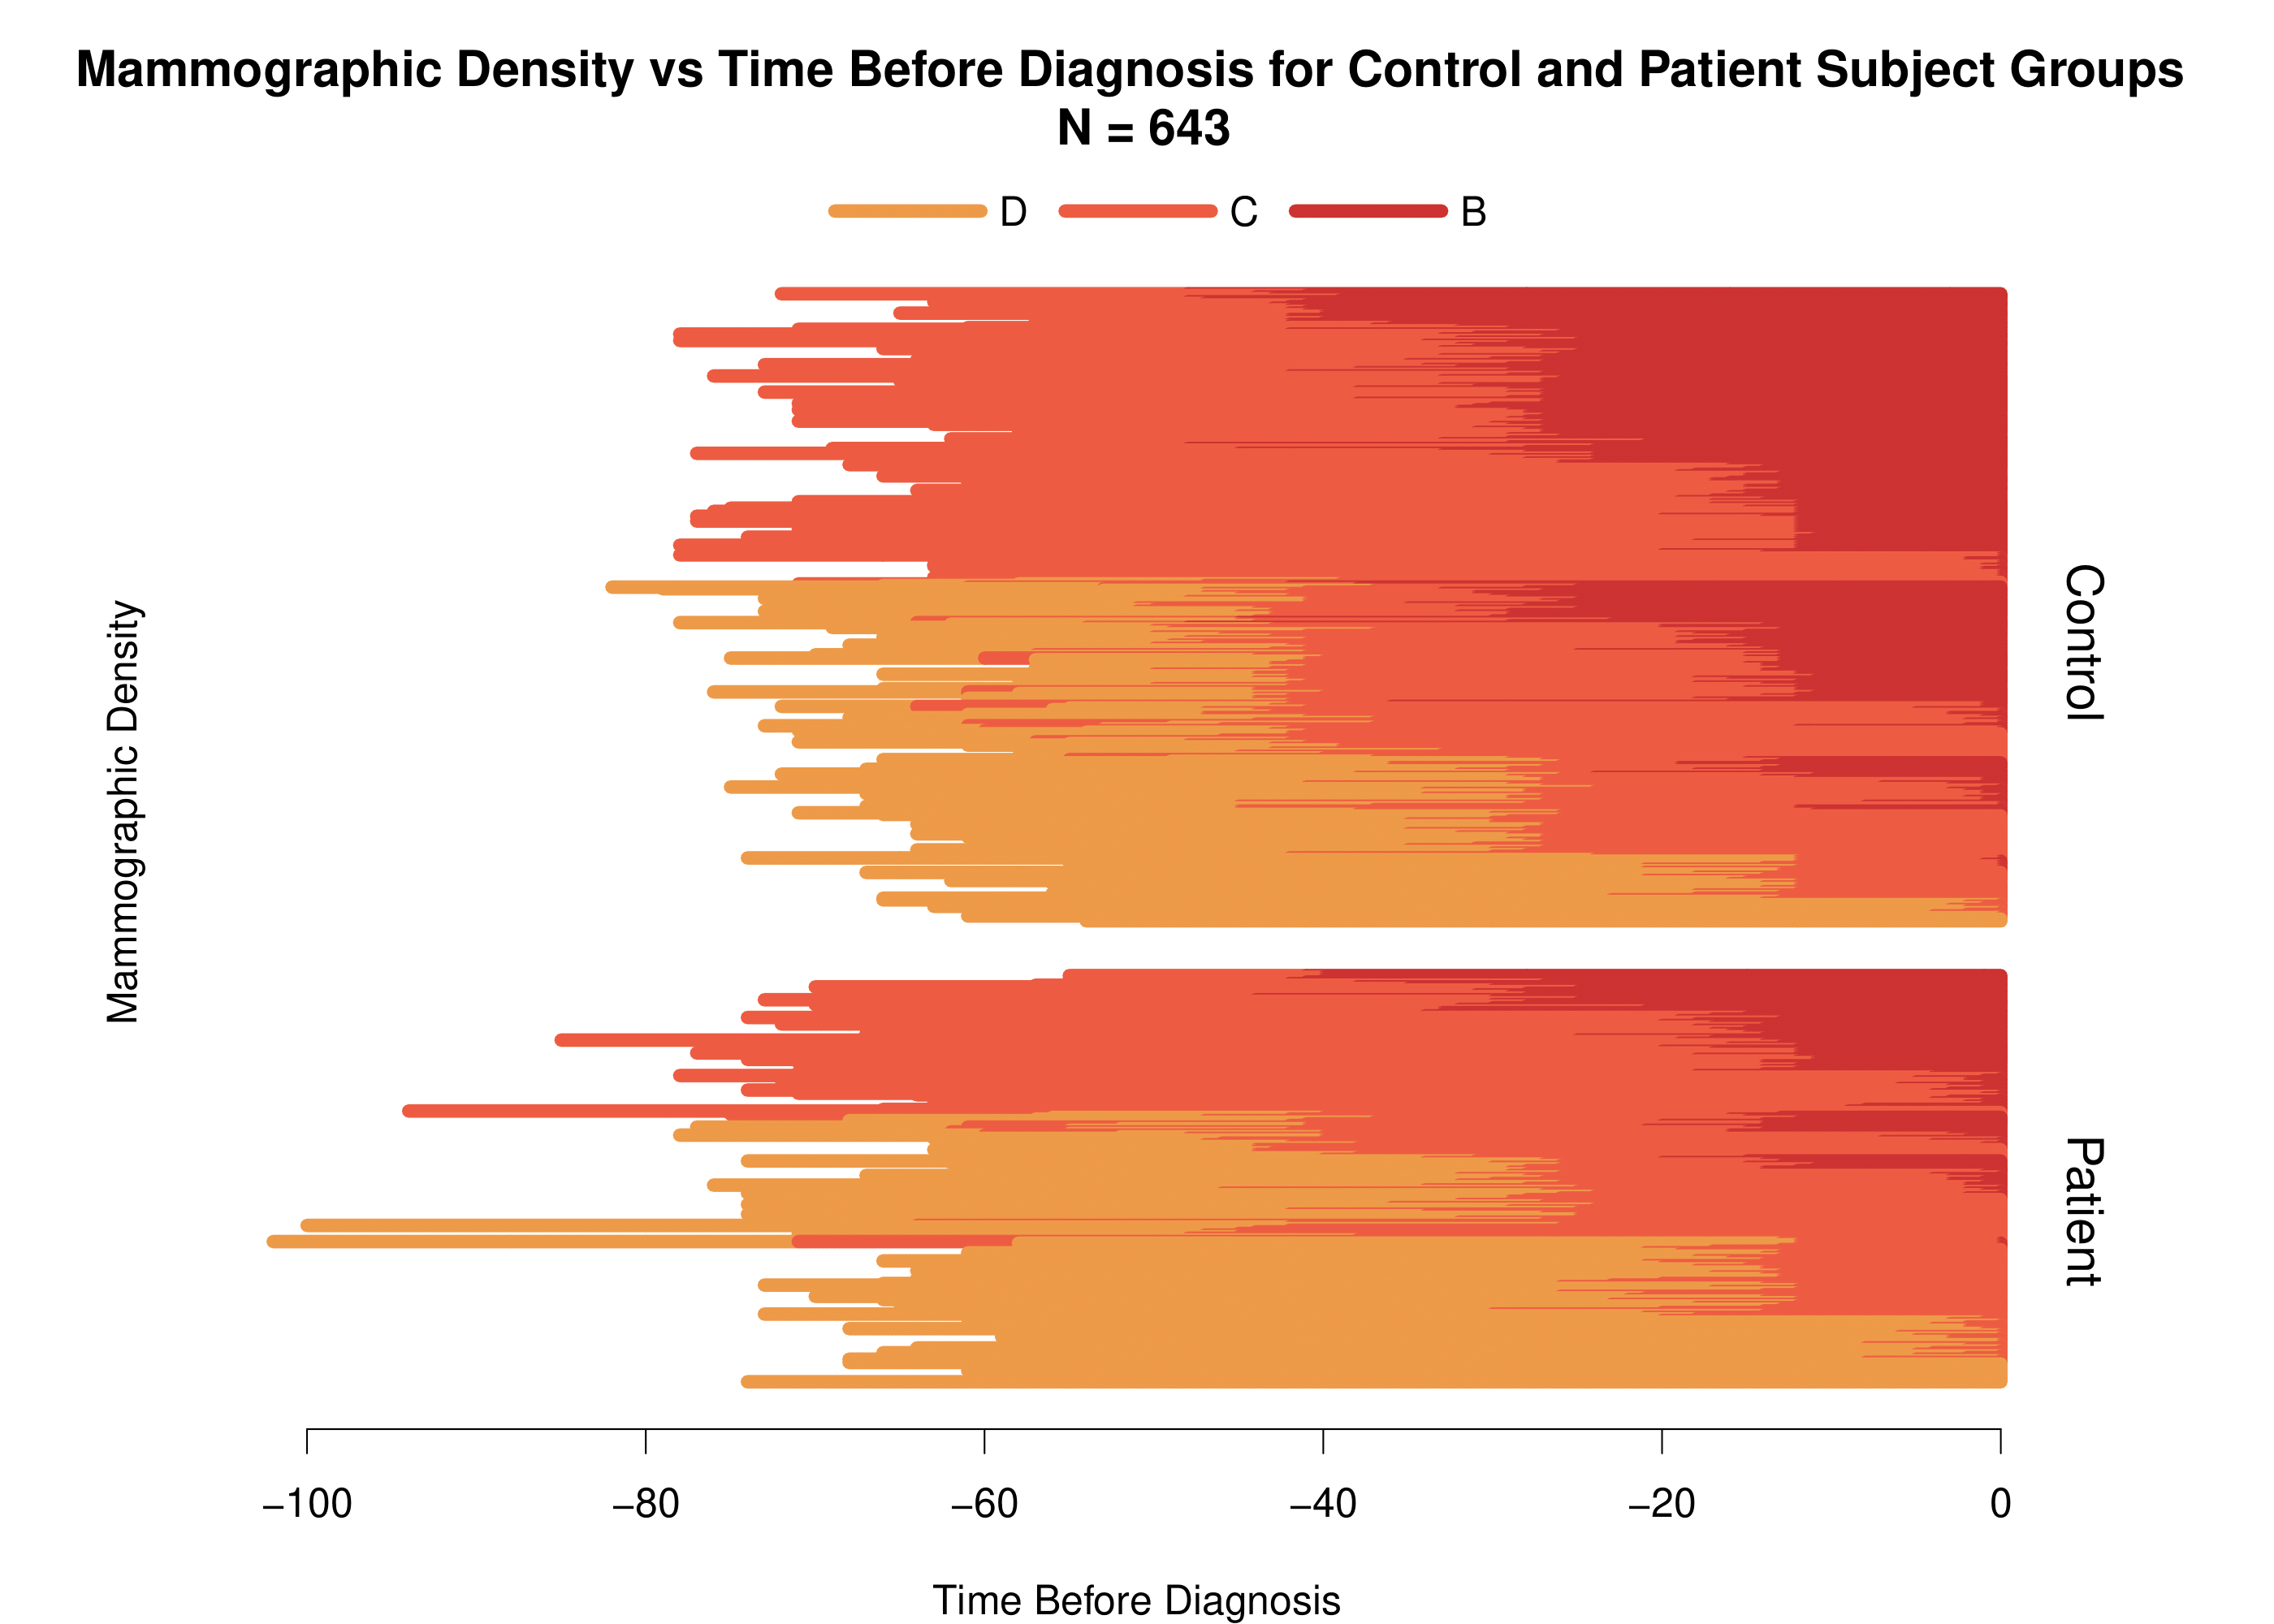 Mammographic Density vs Time Before Diagnosis for Control and Patient Subject Groups
N = 643
D C B
Mammographic Density
Control
Patient
−100 −80 −60 −40 −20 0
Time Before Diagnosis